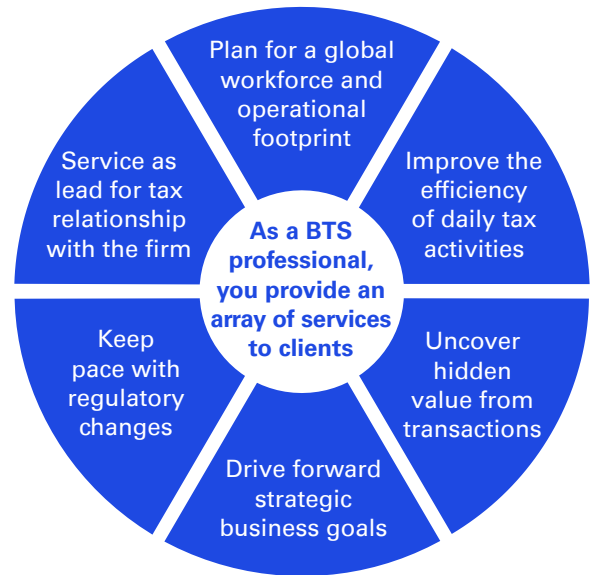 Plan for a global
workforce and
operational
footprint
Improve the
efficiency
of daily tax
activities
Uncover
hidden
value from
transactions
Drive forward
strategic
business goals
Keep
pace with
regulatory
changes
Service as
lead for tax
relationship
with the firm
As a BTS
professional,
you provide an
array of services
to clients